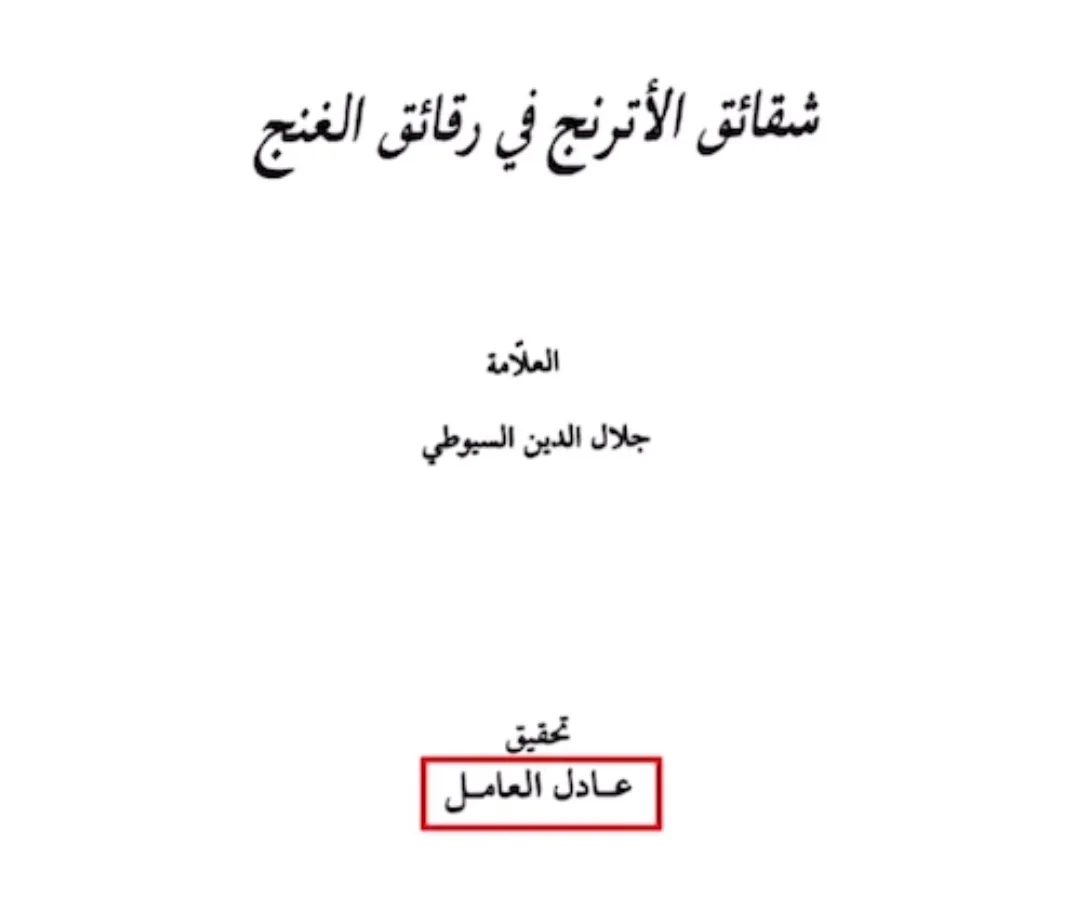 شقائق الأترنج في رقائق الغنج
العلّامة
جلال الدين السيوطي
تحقيق
عـادل العامـل